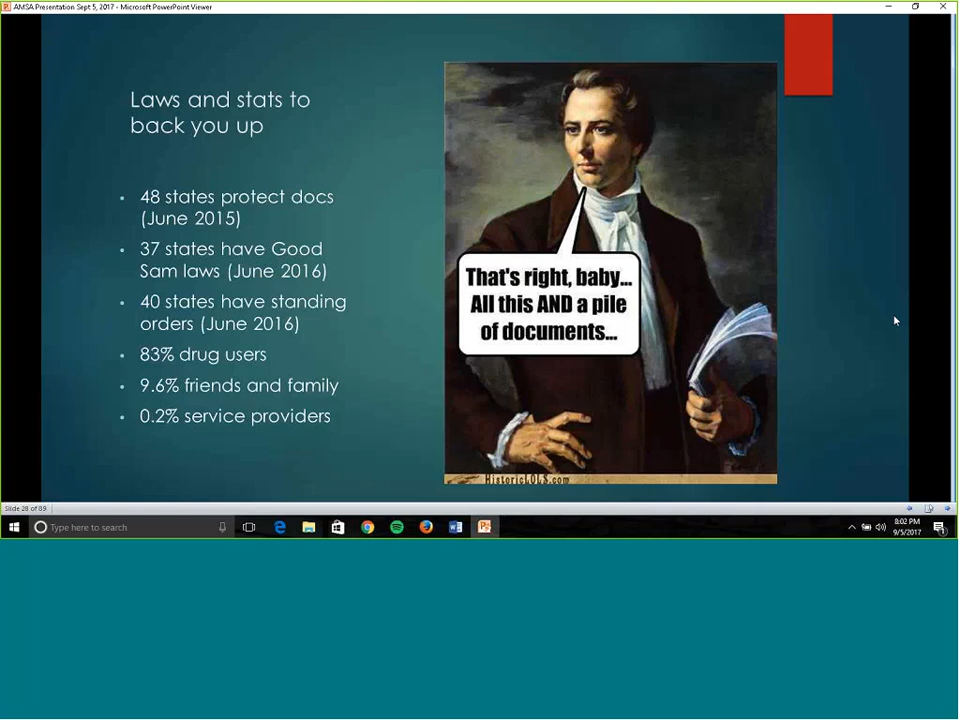 AMSA Presentation Sept 5, 2017 - Microsoft PowerPoint Viewer
Laws and stats to
back you up
• 48 states protect docs
(June 2015)
• 37 states have Good
Sam laws (June 2016)
• 40 states have standing
orders (June 2016)
• 83% drug users
• 9.6% friends and family
• 0.2% service providers
That's right, baby...
All this AND a pile
of documents...
HistoricLOLS.com
Slide 28 of 89
Type here to search
8:02 PM
9/5/2017